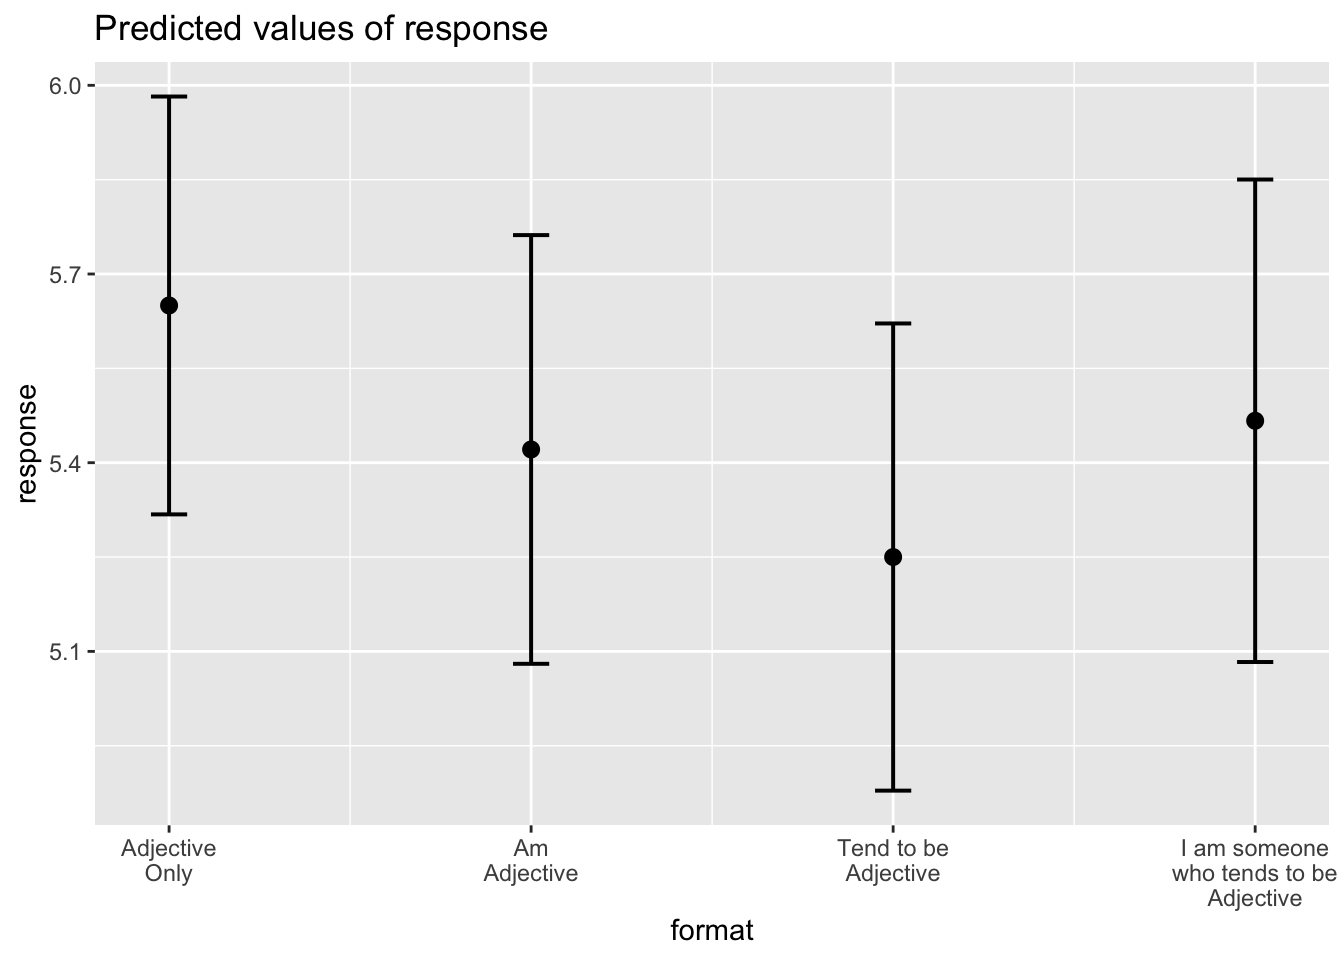 Predicted values of response
6.0
5.7
5.4
5.1
response
Adjective
Only
Am
Adjective
Tend to be
Adjective
I am someone
who tends to be
Adjective
format